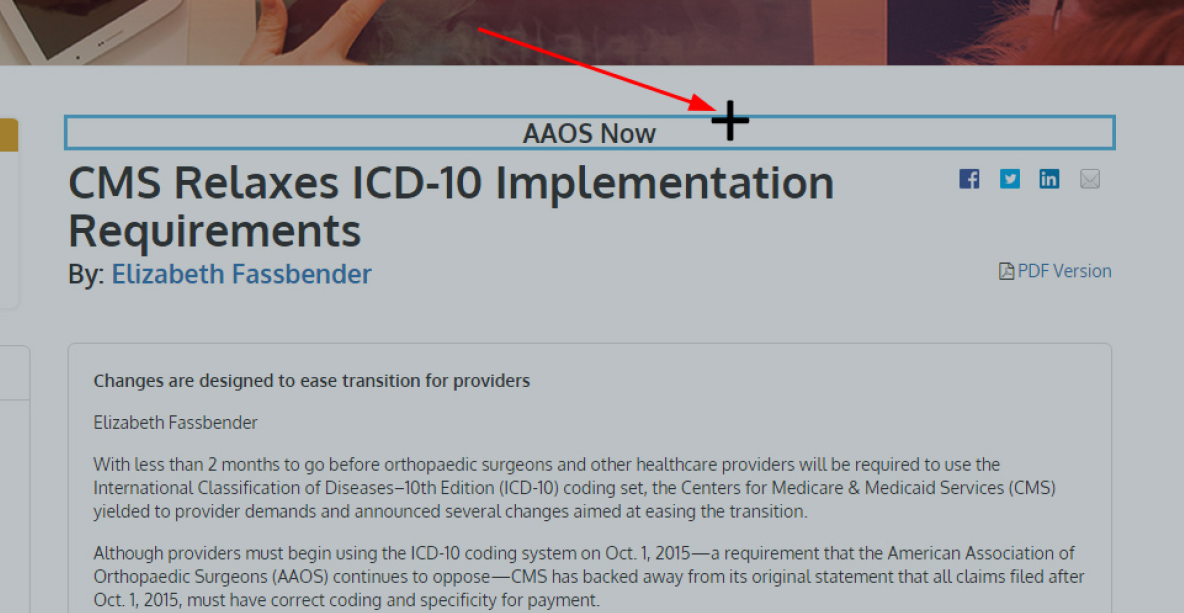 AAOS Now
CMS Relaxes ICD-10 Implementation
Requirements
By: Elizabeth Fassbender
PDF Version
Changes are designed to ease transition for providers
Elizabeth Fassbender
With less than 2 months to go before orthopaedic surgeons and other healthcare providers will be required to use the
International Classification of Diseases–10th Edition (ICD-10) coding set, the Centers for Medicare & Medicaid Services (CMS)
yielded to provider demands and announced several changes aimed at easing the transition.
Although providers must begin using the ICD-10 coding system on Oct. 1, 2015—a requirement that the American Association of
Orthopaedic Surgeons (AAOS) continues to oppose—CMS has backed away from its original statement that all claims filed after
Oct. 1, 2015, must have correct coding and specificity for payment.